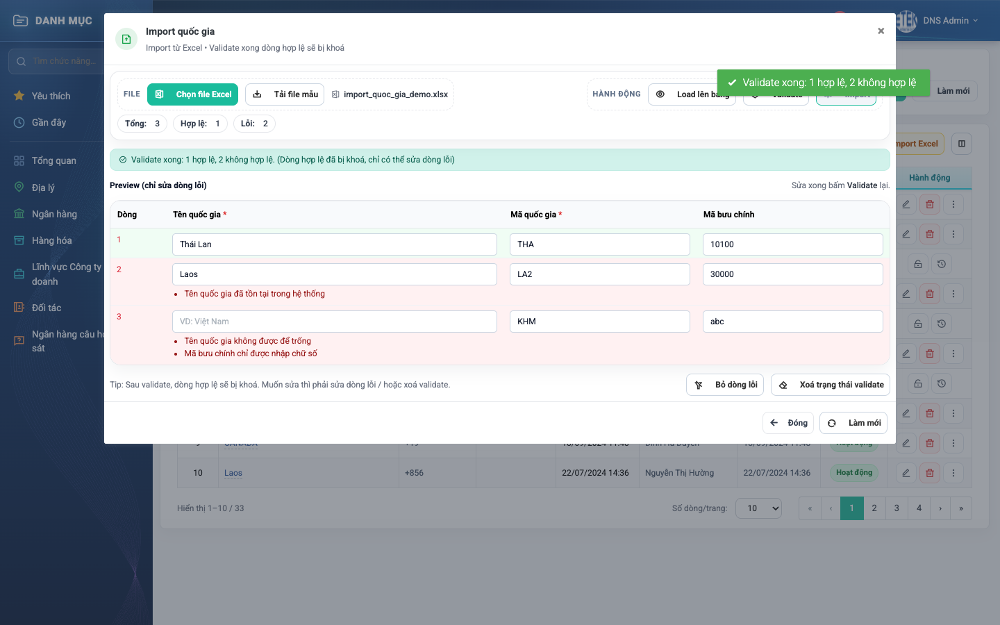 DANH MỤC
DNS Admin
Tìm chức năng...
Yêu thích
Gần đây
Tổng quan
Địa lý
Ngân hàng
Hàng hóa
Lĩnh vực Công ty
doanh
Đối tác
Ngân hàng câu
sát
Import quốc gia
Import từ Excel • Validate xong dòng hợp lệ sẽ bị khoá
×
FILE
Chọn file Excel
Tải file mẫu
import_quoc_gia_demo.xlsx
HÀNH ĐỘNG
Load lên bảng
Validate
Import
Validate xong: 1 hợp lệ, 2 không hợp lệ
Làm mới
Tổng: 3
Hợp lệ: 1
Lỗi: 2
Validate xong: 1 hợp lệ, 2 không hợp lệ. (Dòng hợp lệ đã bị khoá, chỉ có thể sửa dòng lỗi)
mport Excel
Preview (chỉ sửa dòng lỗi)
Sửa xong bấm Validate lại.
Hành động
Dòng Tên quốc gia * Mã quốc gia * Mã bưu chính
1 Thái Lan THA 10100
2 Laos LA2 30000
• Tên quốc gia đã tồn tại trong hệ thống
3 VD: Việt Nam KHM abc
• Tên quốc gia không được để trống
• Mã bưu chính chỉ được nhập chữ số
Tip: Sau validate, dòng hợp lệ sẽ bị khoá. Muốn sửa thì phải sửa dòng lỗi / hoặc xoá validate.
Bỏ dòng lỗi
Xoá trạng thái validate
Đóng
Làm mới
10 Laos +856 22/07/2024 14:36 Nguyễn Thị Hường 22/07/2024 14:36 Hoạt động
Hiển thị 1–10 / 33
Số dòng/trang: 10
« ‹ 1 2 3 4 › »